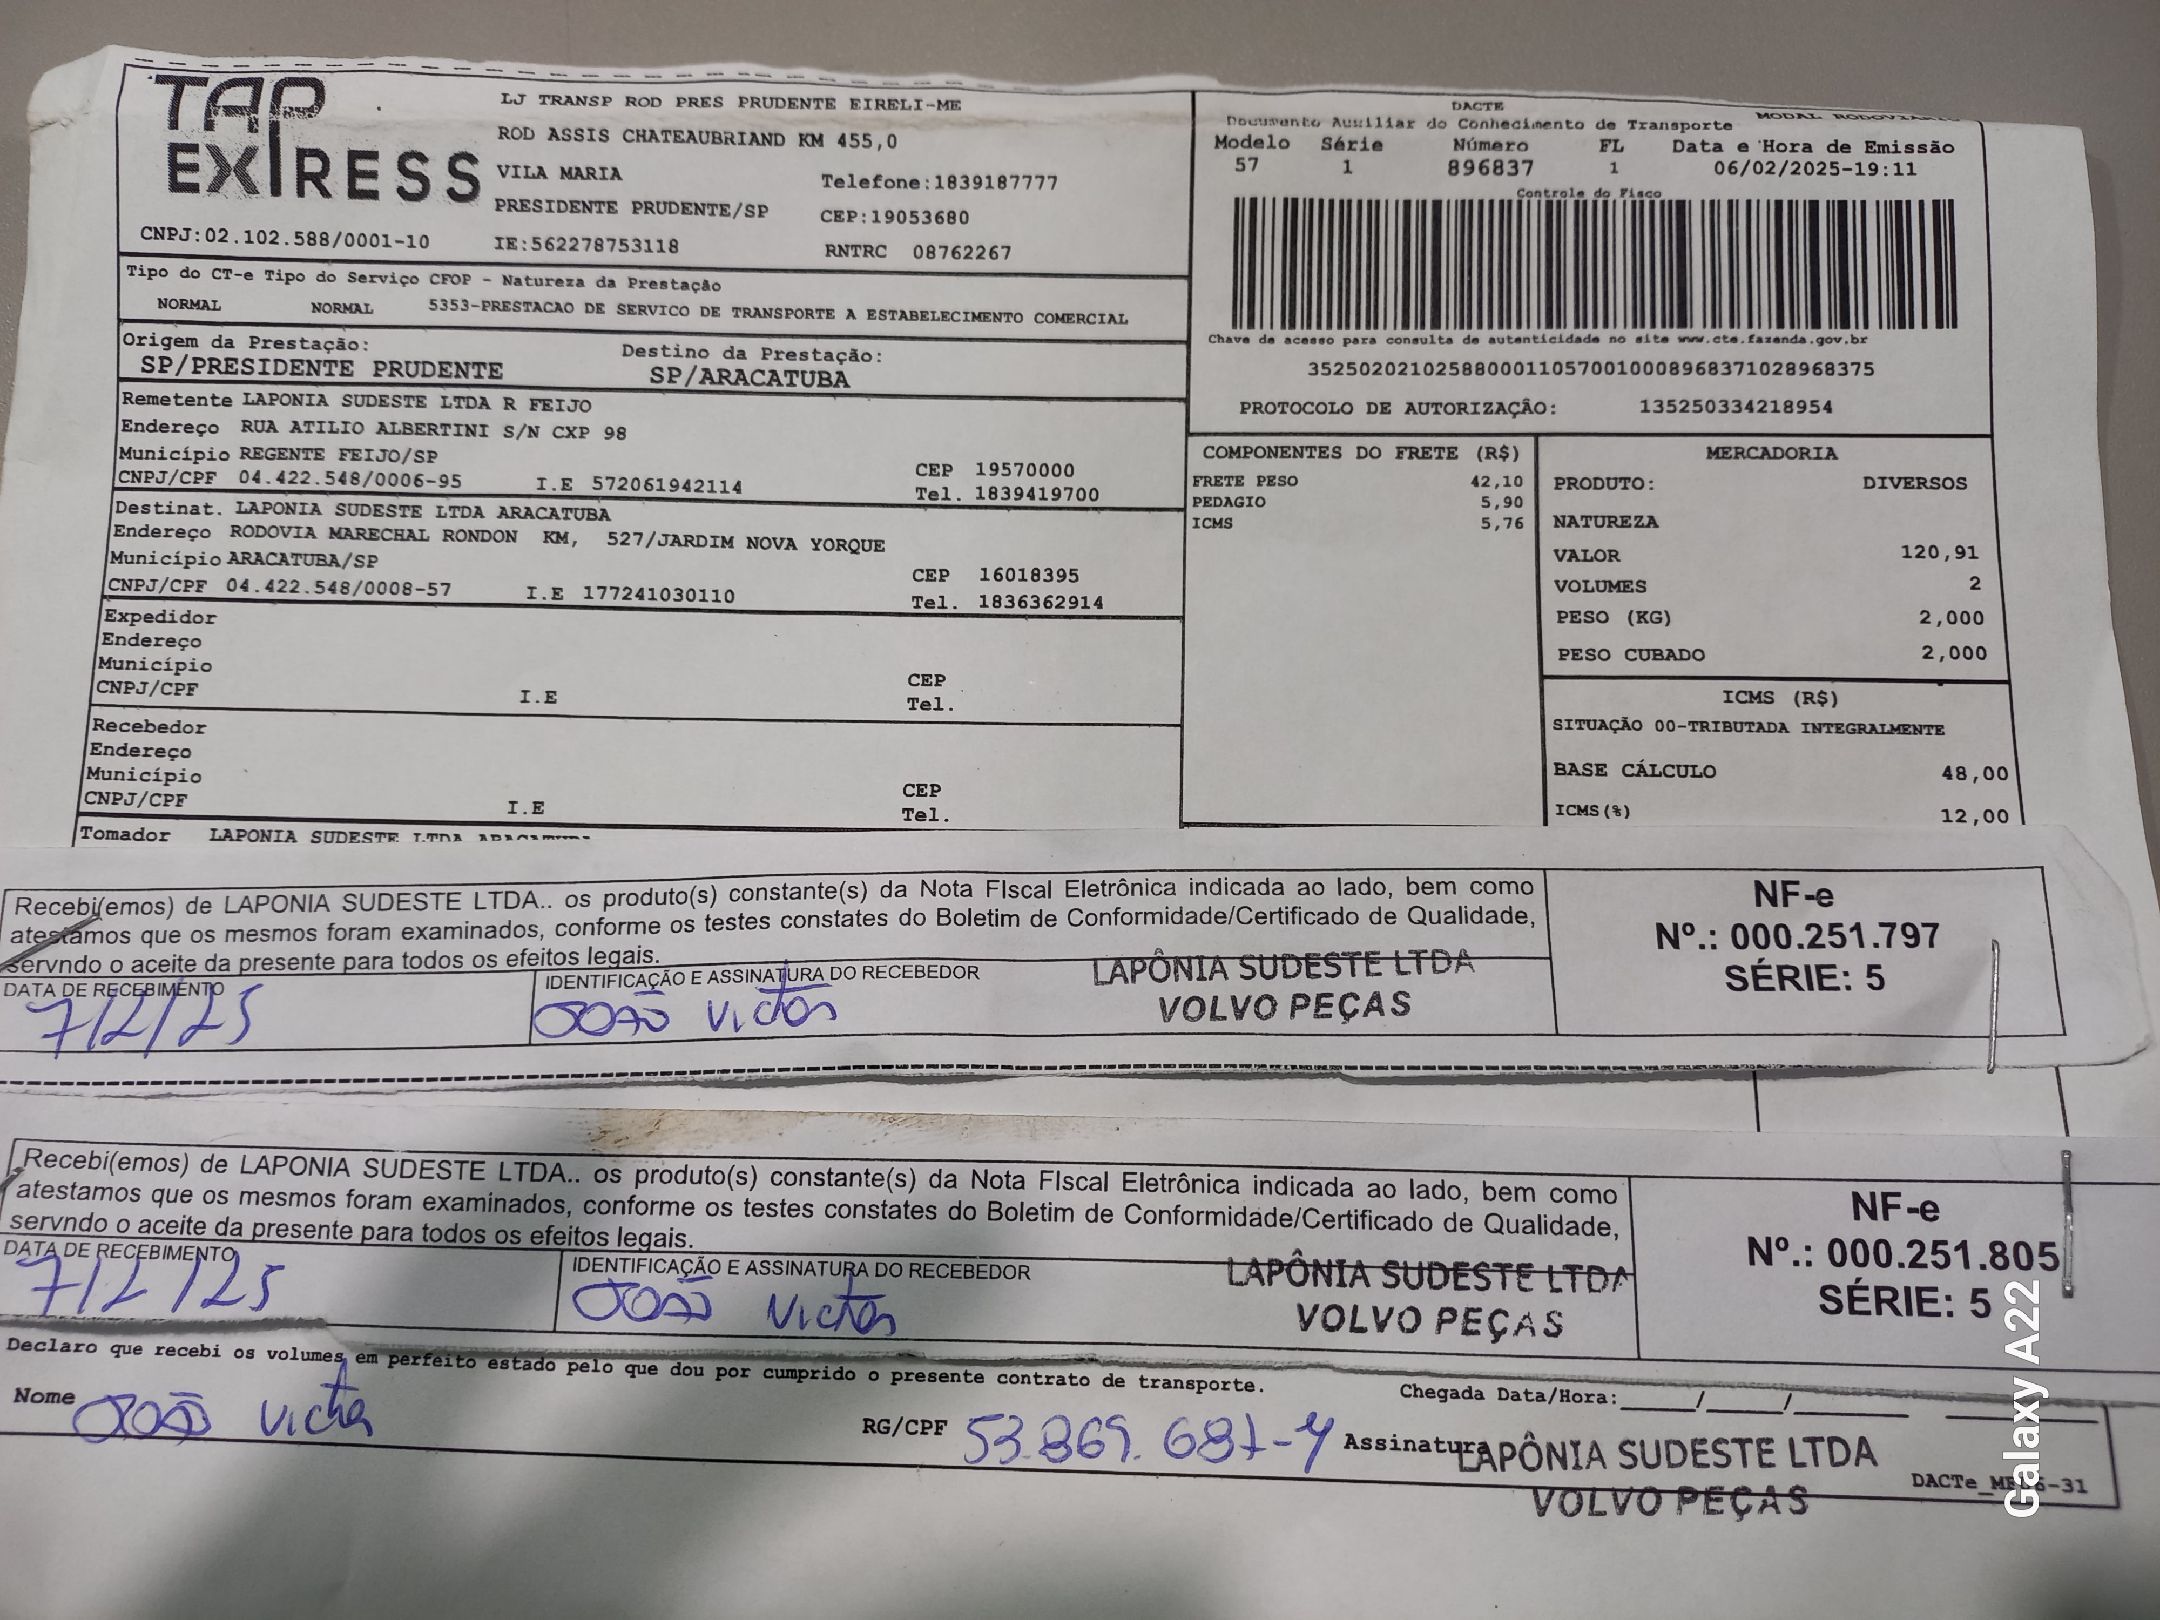 TAP EXPRESS
LJ TRANSP ROD PRES PRUDENTE EIRELI-ME
ROD ASSIS CHATEAUBRIAND KM 455,0
VILA MARIA
Telefone:1839187777
PRESIDENTE PRUDENTE/SP
CEP:19053680
CNPJ:02.102.588/0001-10
IE:562278753118
RNTRC 08762267
DACTE
Documento Auxiliar do Conhecimento de Transporte
MODAL RODOVIARIO
Modelo Série Número FL Data e Hora de Emissão
57 1 896837 1 06/02/2025-19:11
Controle do Fisco
Chave de acesso para consulta de autenticidade no site www.cte.fazenda.gov.br
35250202102588000110570010008968371028968375
PROTOCOLO DE AUTORIZAÇÃO: 135250334218954
Tipo do CT-e Tipo do Serviço CFOP - Natureza da Prestação
NORMAL NORMAL 5353-PRESTACAO DE SERVICO DE TRANSPORTE A ESTABELECIMENTO COMERCIAL
Origem da Prestação: Destino da Prestação:
SP/PRESIDENTE PRUDENTE SP/ARACATUBA
Remetente LAPONIA SUDESTE LTDA R FEIJO
Endereço RUA ATILIO ALBERTINI S/N CXP 98
Município REGENTE FEIJO/SP CEP 19570000
CNPJ/CPF 04.422.548/0006-95 I.E 572061942114 Tel. 1839419700
Destinat. LAPONIA SUDESTE LTDA ARACATUBA
Endereço RODOVIA MARECHAL RONDON KM, 527/JARDIM NOVA YORQUE
Município ARACATUBA/SP CEP 16018395
CNPJ/CPF 04.422.548/0008-57 I.E 177241030110 Tel. 1836362914
Expedidor
Endereço
Município CEP
CNPJ/CPF I.E Tel.
Recebedor
Endereço
Município CEP
CNPJ/CPF I.E Tel.
Tomador LAPONIA SUDESTE LTDA ARACATUBA
COMPONENTES DO FRETE (R$)
FRETE PESO 42,10
PEDAGIO 5,90
ICMS 5,76
MERCADORIA
PRODUTO: DIVERSOS
NATUREZA
VALOR 120,91
VOLUMES 2
PESO (KG) 2,000
PESO CUBADO 2,000
ICMS (R$)
SITUAÇÃO 00-TRIBUTADA INTEGRALMENTE
BASE CÁLCULO 48,00
ICMS(%) 12,00
Recebi(emos) de LAPONIA SUDESTE LTDA.. os produto(s) constante(s) da Nota FIscal Eletrônica indicada ao lado, bem como
atestamos que os mesmos foram examinados, conforme os testes constates do Boletim de Conformidade/Certificado de Qualidade,
servndo o aceite da presente para todos os efeitos legais.
DATA DE RECEBIMENTO
7/2/25
IDENTIFICAÇÃO E ASSINATURA DO RECEBEDOR
JOÃO Victor
LAPÔNIA SUDESTE LTDA
VOLVO PEÇAS
NF-e
Nº.: 000.251.797
SÉRIE: 5
Recebi(emos) de LAPONIA SUDESTE LTDA.. os produto(s) constante(s) da Nota FIscal Eletrônica indicada ao lado, bem como
atestamos que os mesmos foram examinados, conforme os testes constates do Boletim de Conformidade/Certificado de Qualidade,
servndo o aceite da presente para todos os efeitos legais.
DATA DE RECEBIMENTO
7/2/25
IDENTIFICAÇÃO E ASSINATURA DO RECEBEDOR
JOÃO Victor
LAPÔNIA SUDESTE LTDA
VOLVO PEÇAS
NF-e
Nº.: 000.251.805
SÉRIE: 5
Declaro que recebi os volumes em perfeito estado pelo que dou por cumprido o presente contrato de transporte.
Chegada Data/Hora:_____/_____/_______
Nome JOÃO Victor RG/CPF 53.869.687-4 Assinatura
LAPÔNIA SUDESTE LTDA
VOLVO PEÇAS
Galaxy A22